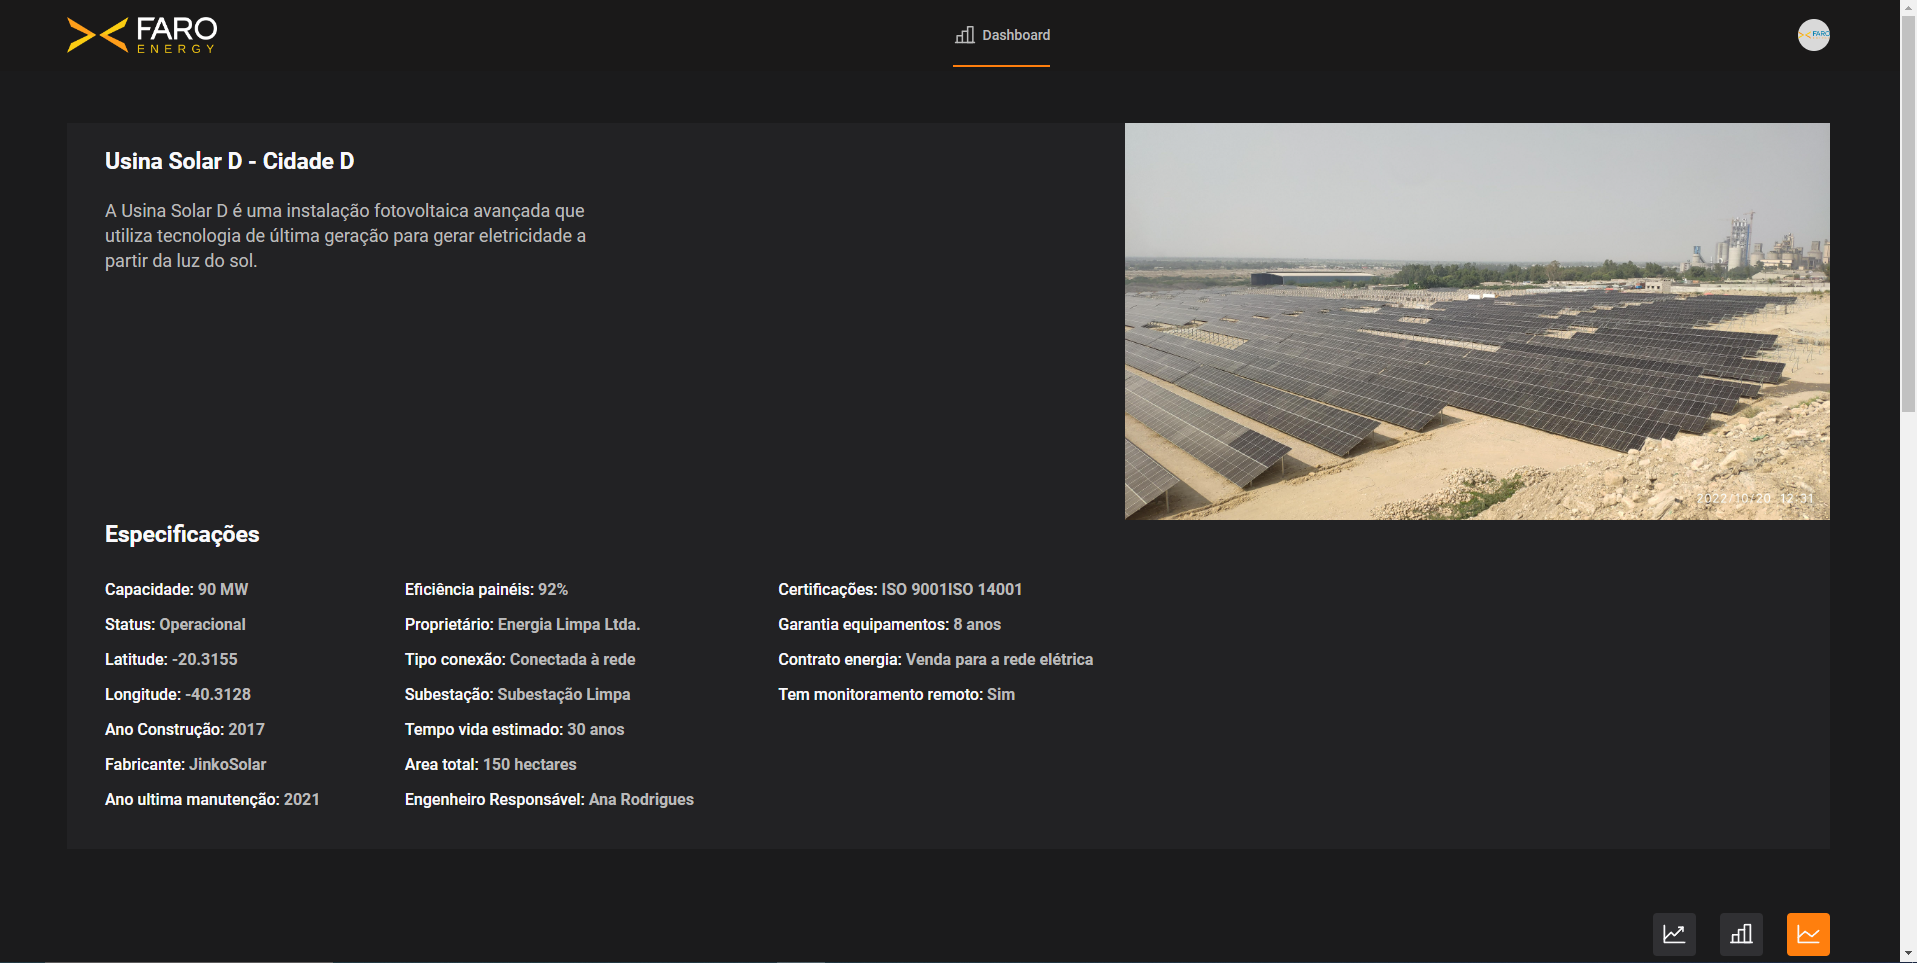 FARO
ENERGY
Dashboard
FARO
Usina Solar D - Cidade D
A Usina Solar D é uma instalação fotovoltaica avançada que
utiliza tecnologia de última geração para gerar eletricidade a
partir da luz do sol.
2022/10/20 12:31
Especificações
Capacidade: 90 MW
Status: Operacional
Latitude: -20.3155
Longitude: -40.3128
Ano Construção: 2017
Fabricante: JinkoSolar
Ano ultima manutenção: 2021
Eficiência painéis: 92%
Proprietário: Energia Limpa Ltda.
Tipo conexão: Conectada à rede
Subestação: Subestação Limpa
Tempo vida estimado: 30 anos
Area total: 150 hectares
Engenheiro Responsável: Ana Rodrigues
Certificações: ISO 9001ISO 14001
Garantia equipamentos: 8 anos
Contrato energia: Venda para a rede elétrica
Tem monitoramento remoto: Sim